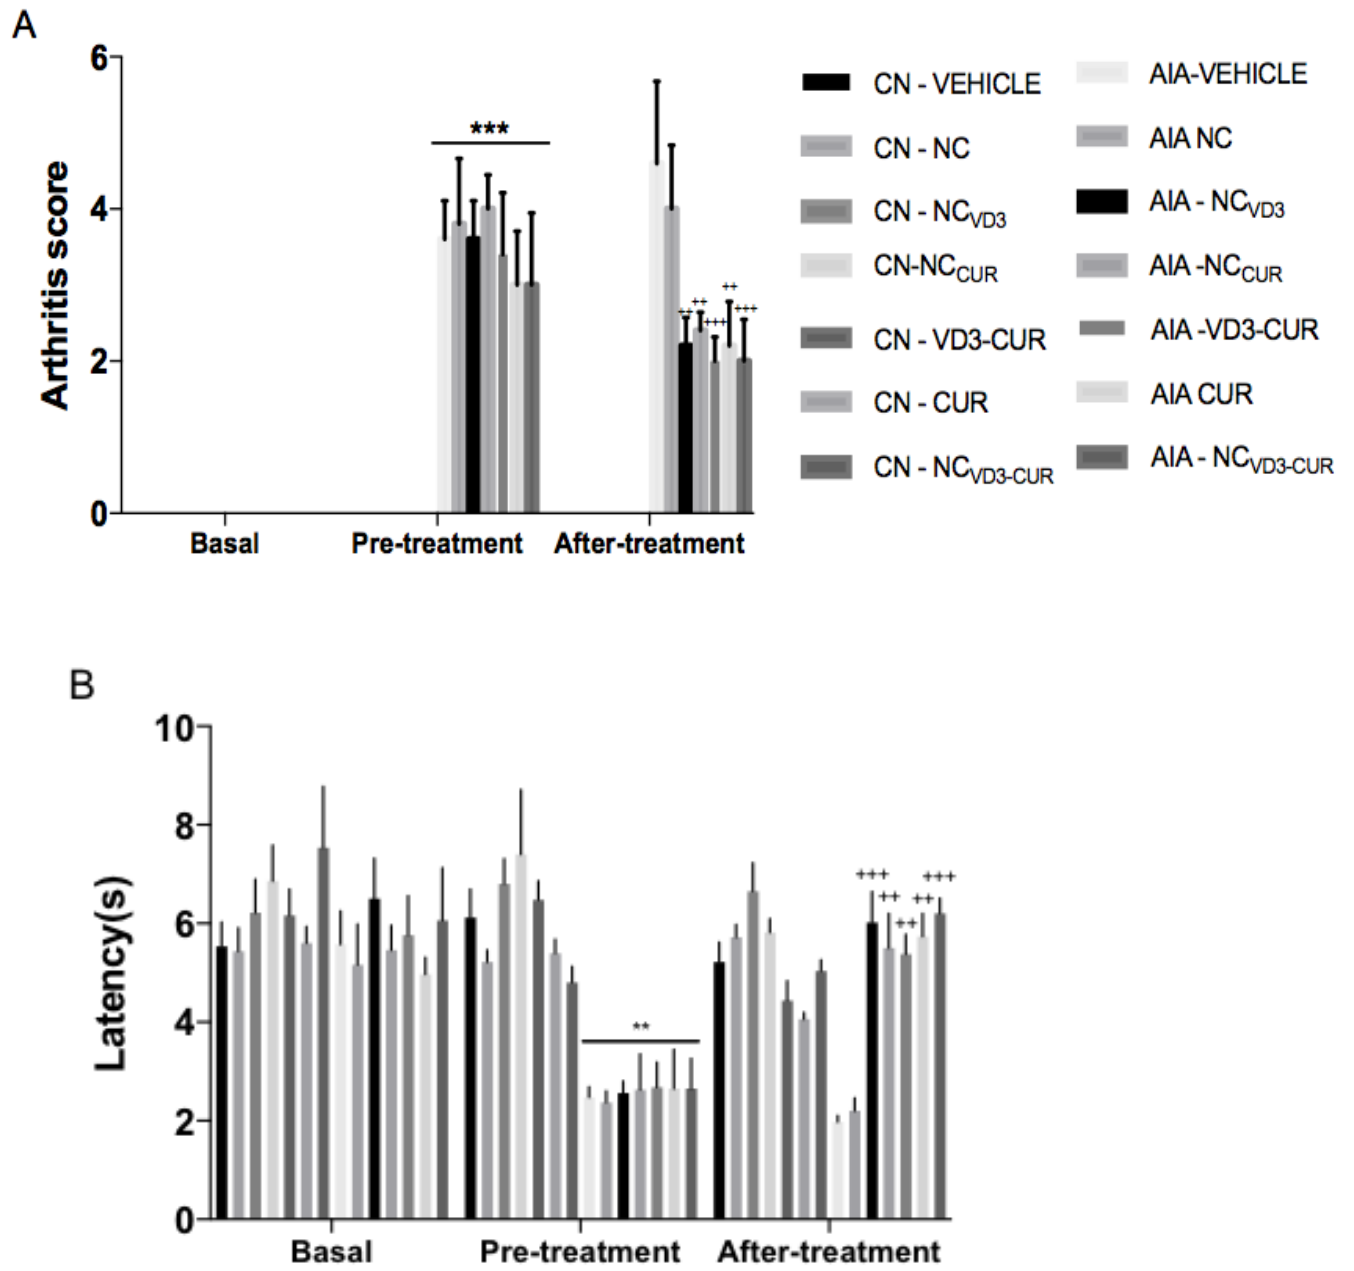 A
6
4
2
0
Arthritis score
***
++
++
+++
++
+++
Basal
Pre-treatment
After-treatment
CN - VEHICLE
CN - NC
CN - NCVD3
CN-NCCUR
CN - VD3-CUR
CN - CUR
CN - NCVD3-CUR
AIA-VEHICLE
AIA NC
AIA - NCVD3
AIA -NCCUR
AIA -VD3-CUR
AIA CUR
AIA - NCVD3-CUR
B
10
8
6
4
2
0
Latency(s)
**
+++
++
++
++
+++
Basal
Pre-treatment
After-treatment